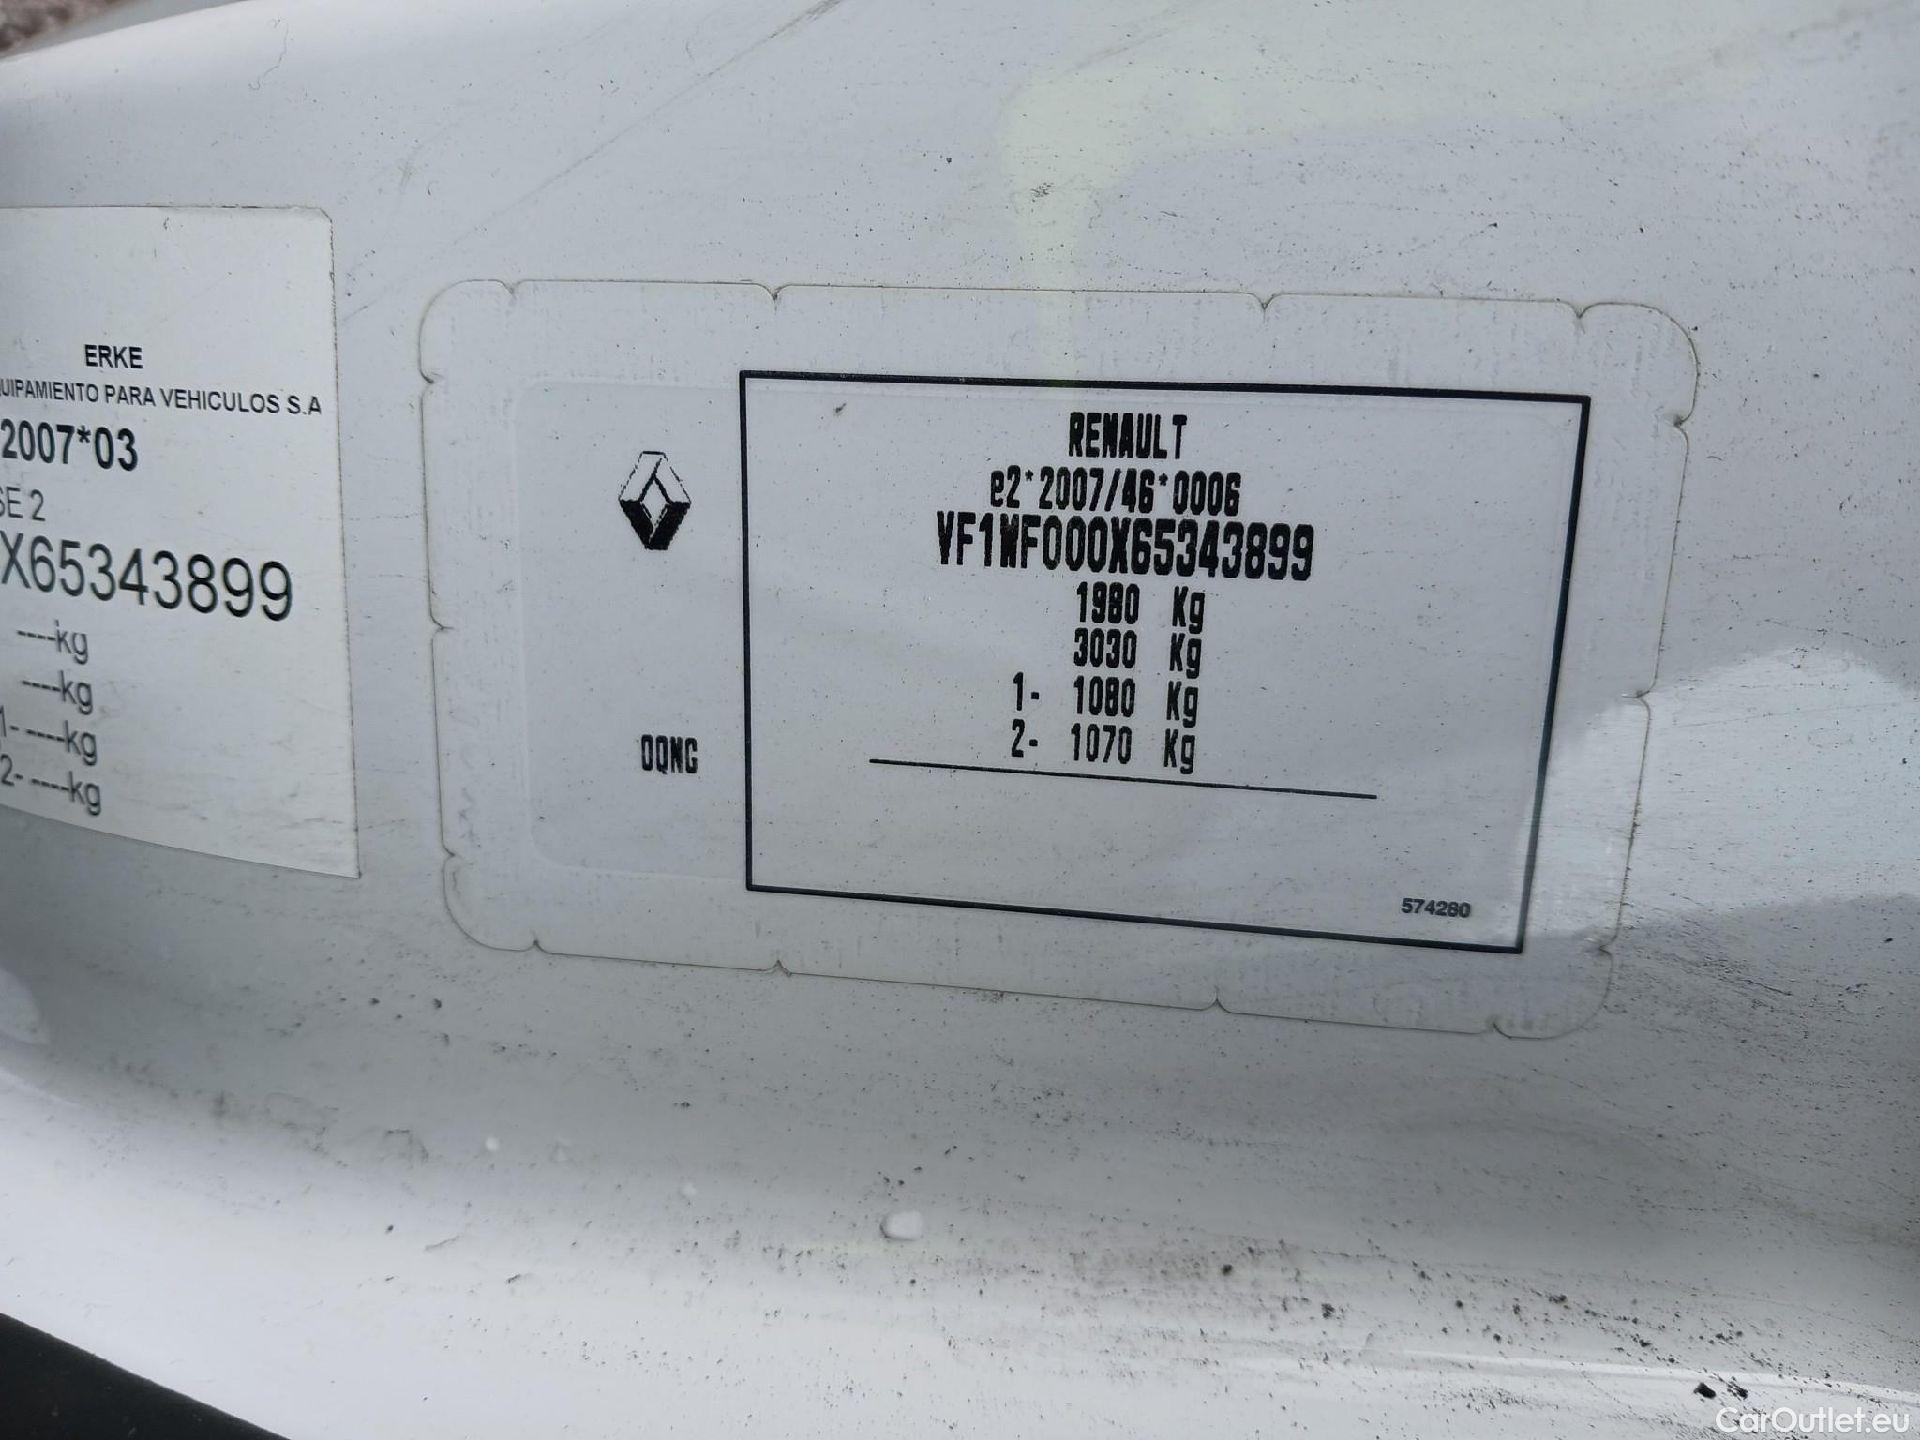 ERKE
UIPAMIENTO PARA VEHICULOS S.A
2007*03
SE 2
X65343899
----kg
----kg
1- ----kg
2- ----kg
RENAULT
e2*2007/46*0006
VF1WF000X65343899
1980 Kg
3030 Kg
1- 1080 Kg
2- 1070 Kg
0QNG
574280
CarOutlet.eu